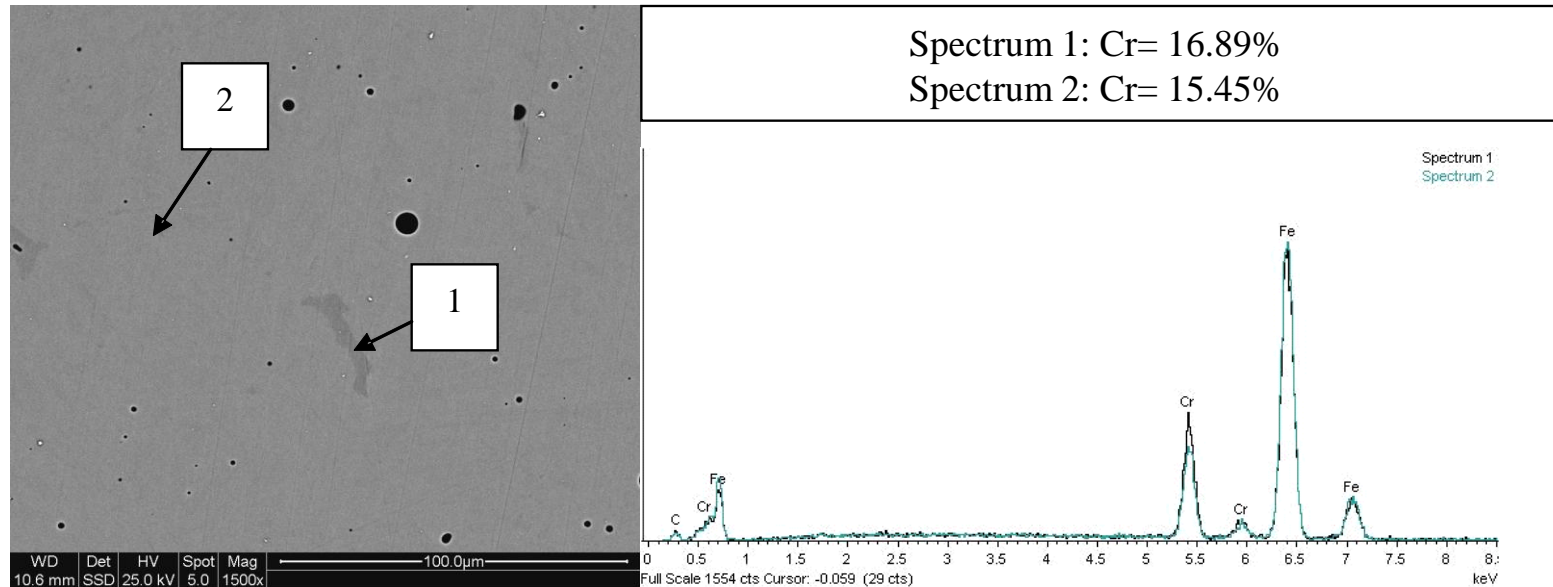 2
1
WD Det HV Spot Mag 100.0µm
10.6 mm SSD 25.0 kV 5.0 1500x
Spectrum 1: Cr= 16.89%
Spectrum 2: Cr= 15.45%
Spectrum 1
Spectrum 2
Fe
Cr
Fe
Cr
Fe
Cr
C
0 0.5 1 1.5 2 2.5 3 3.5 4 4.5 5 5.5 6 6.5 7 7.5 8 8.
Full Scale 1554 cts Cursor: -0.059 (29 cts) keV